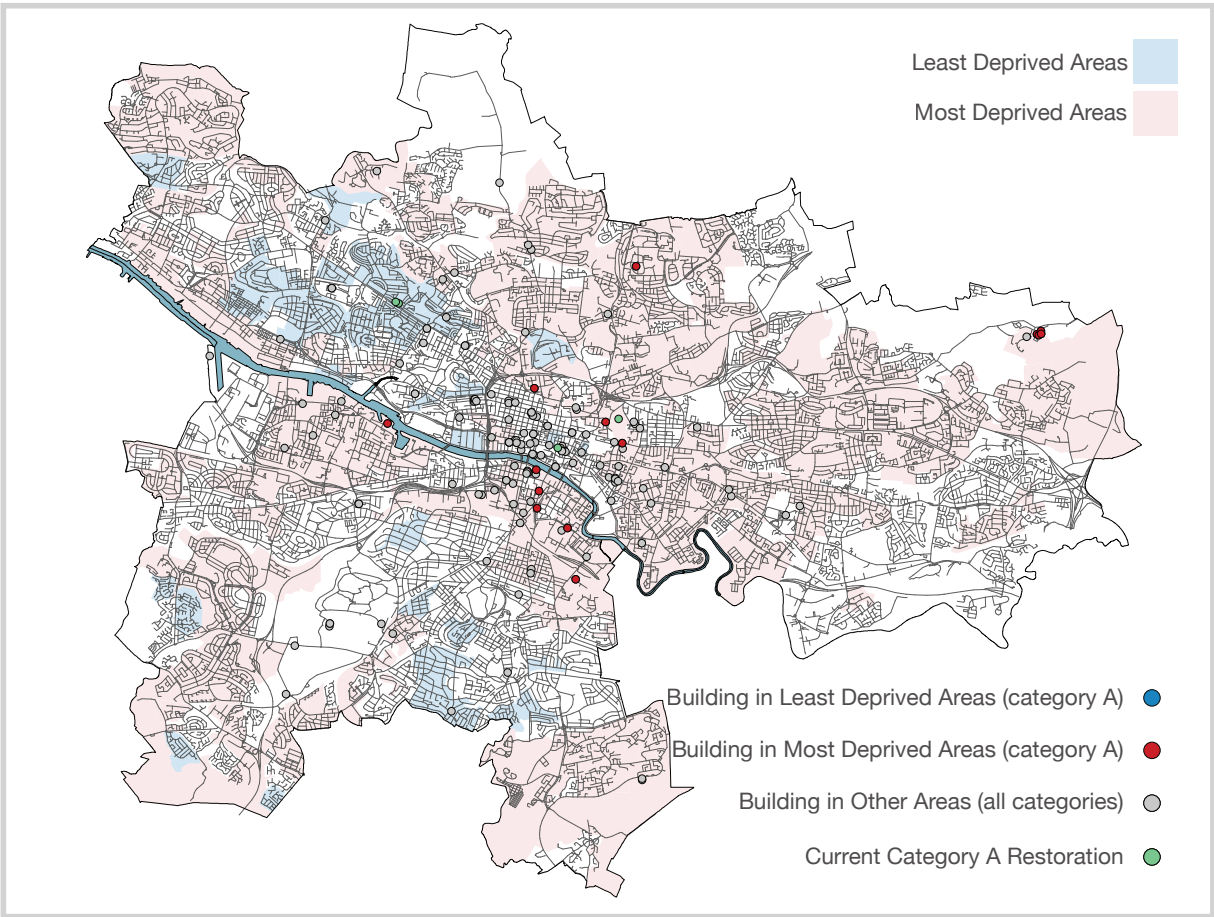 Least Deprived Areas
Most Deprived Areas
Building in Least Deprived Areas (category A)
Building in Most Deprived Areas (category A)
Building in Other Areas (all categories)
Current Category A Restoration